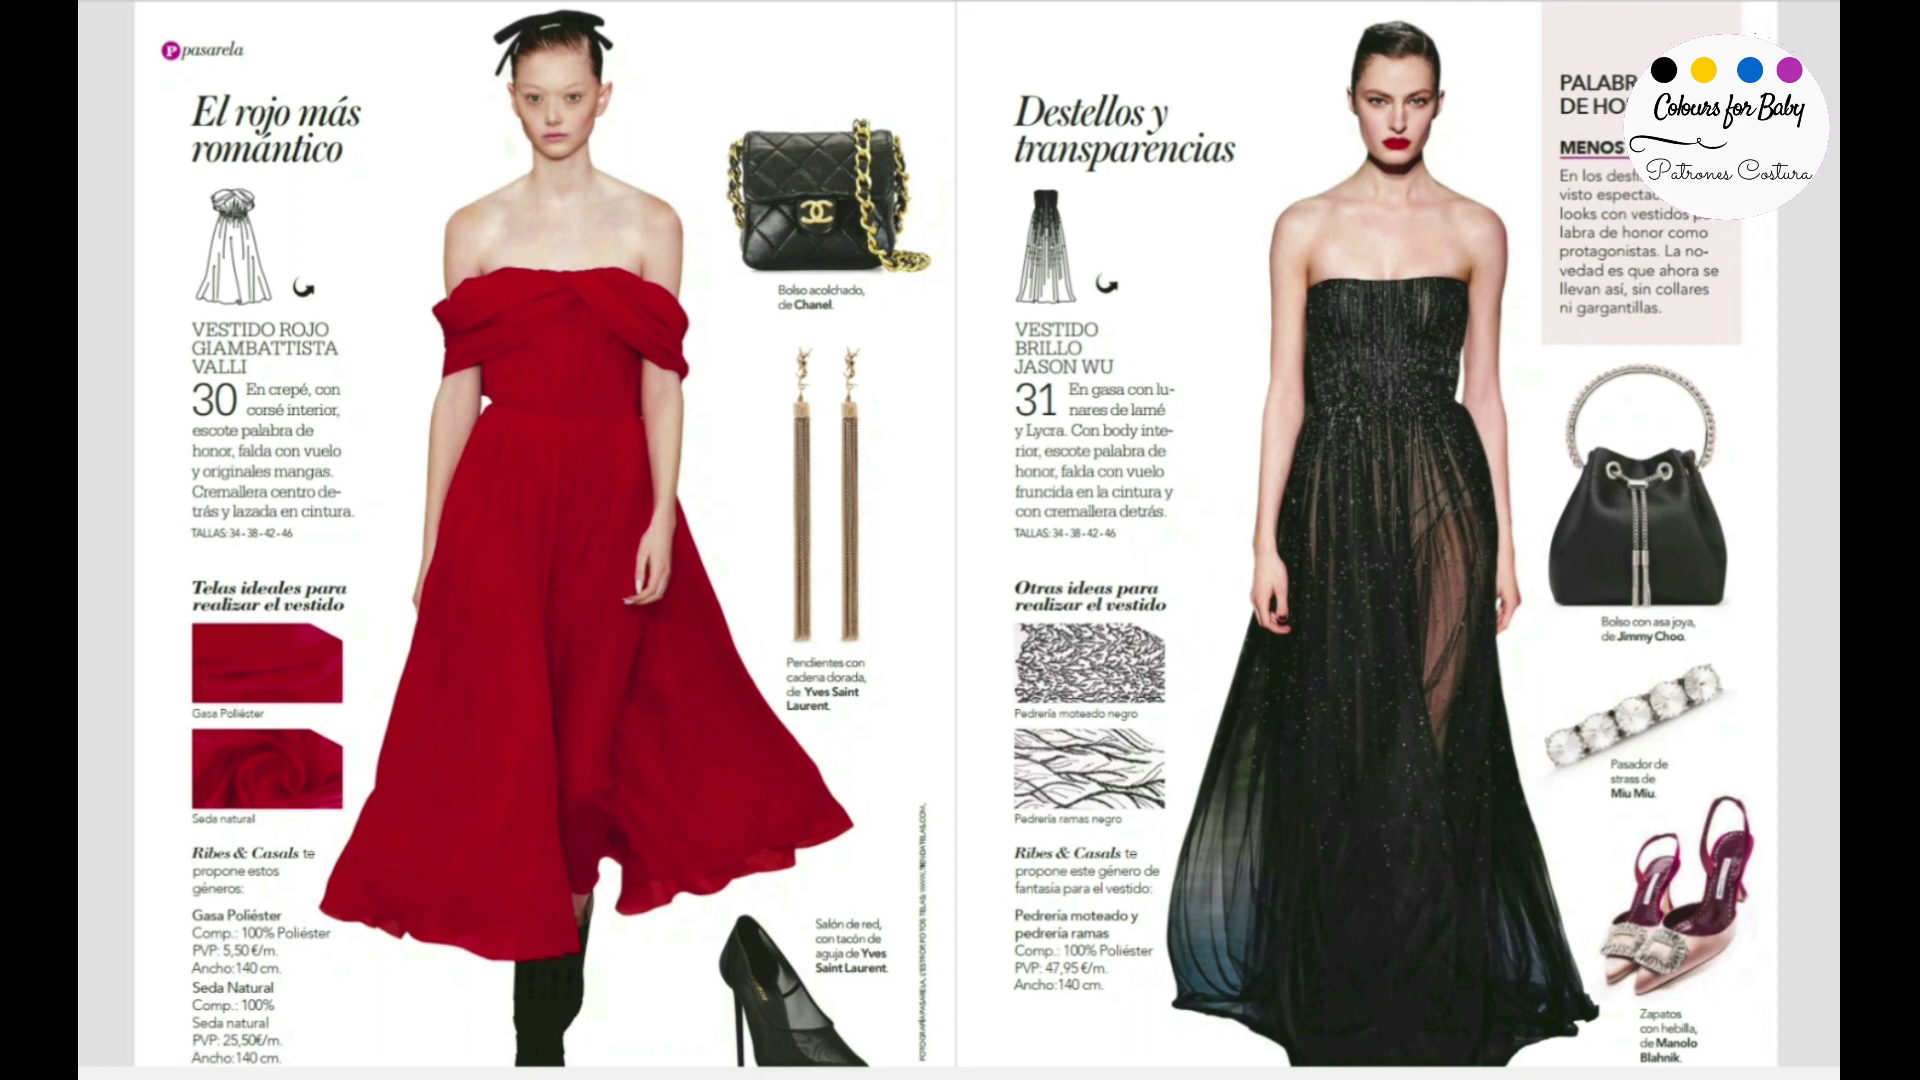 P pasarela
El rojo más
romántico
VESTIDO ROJO
GIAMBATTISTA
VALLI
30 En crepé, con
corsé interior,
escote palabra de
honor, falda con vuelo
y originales mangas.
Cremallera centro de-
trás y lazada en cintura.
TALLAS: 34 - 38 - 42 - 46
Telas ideales para
realizar el vestido
Gasa Poliéster
Seda natural
Ribes & Casals te
propone estos
géneros:
Gasa Poliéster
Comp.: 100% Poliéster
PVP: 5,50 €/m.
Ancho:140 cm.
Seda Natural
Comp.: 100%
Seda natural
PVP: 25,50€/m.
Ancho:140 cm.
Bolso acolchado,
de Chanel.
Pendientes con
cadena dorada,
de Yves Saint
Laurent.
Salón de red,
con tacón de
aguja de Yves
Saint Laurent.
Destellos y
transparencias
VESTIDO
BRILLO
JASON WU
31 En gasa con lu-
nares de lamé
y Lycra. Con body inte-
rior, escote palabra de
honor, falda con vuelo
fruncida en la cintura y
con cremallera detrás.
TALLAS: 34 - 38 - 42 - 46
Otras ideas para
realizar el vestido
Pedrería moteado negro
Pedrería ramas negro
Ribes & Casals te
propone este género de
fantasía para el vestido:
Pedrería moteado y
pedrería ramas
Comp.: 100% Poliéster
PVP: 47,95 €/m.
Ancho:140 cm.
PALABR
DE HO
MENOS
En los desfi
visto espectac
looks con vestidos pa
labra de honor como
protagonistas. La no-
vedad es que ahora se
llevan así, sin collares
ni gargantillas.
Colours for Baby
Patrones Costura
Bolso con asa joya,
de Jimmy Choo.
Pasador de
strass de
Miu Miu.
Zapatos
con hebilla,
de Manolo
Blahnik.